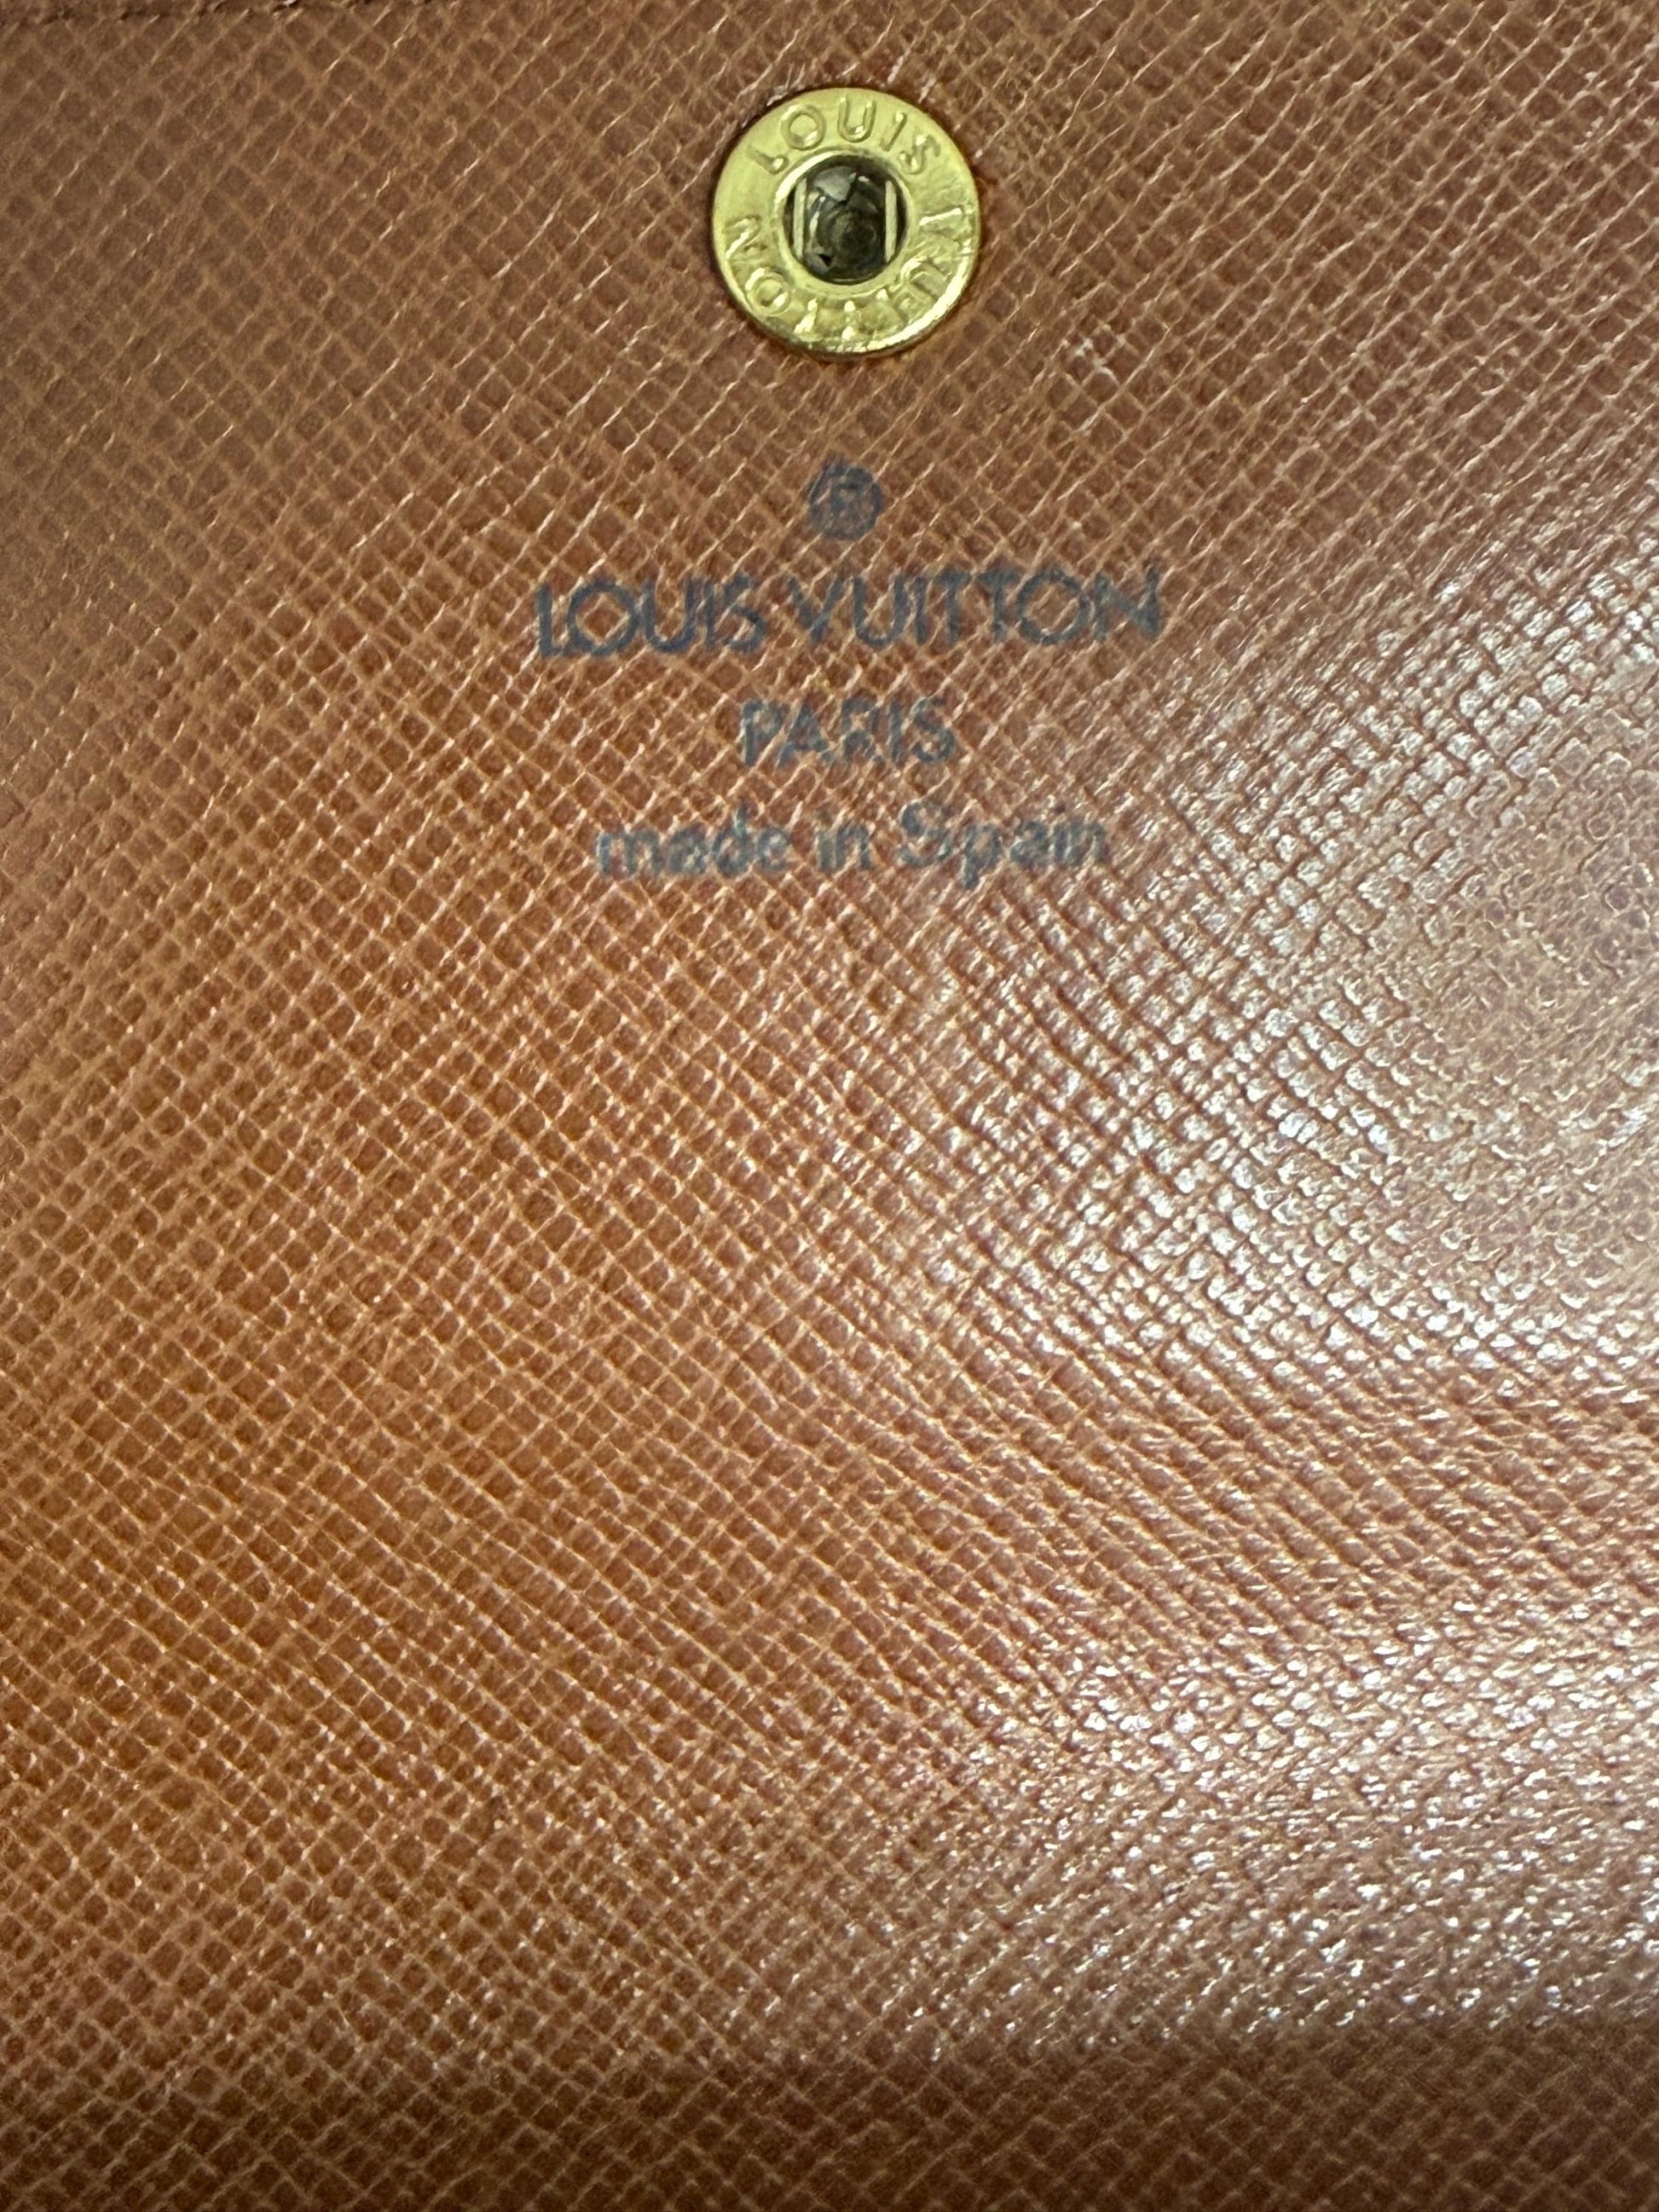 LOUIS
VUITTON
®
LOUIS VUITTON
PARIS
made in Spain